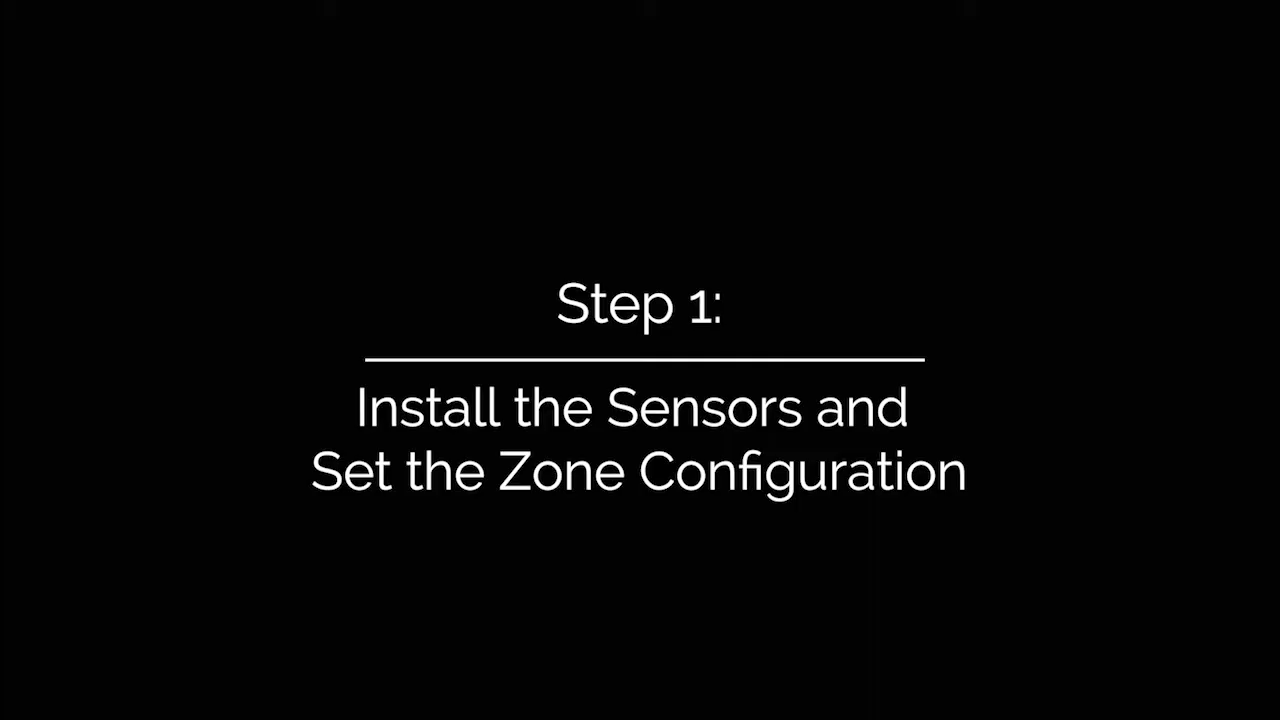 Step 1:
Install the Sensors and
Set the Zone Configuration